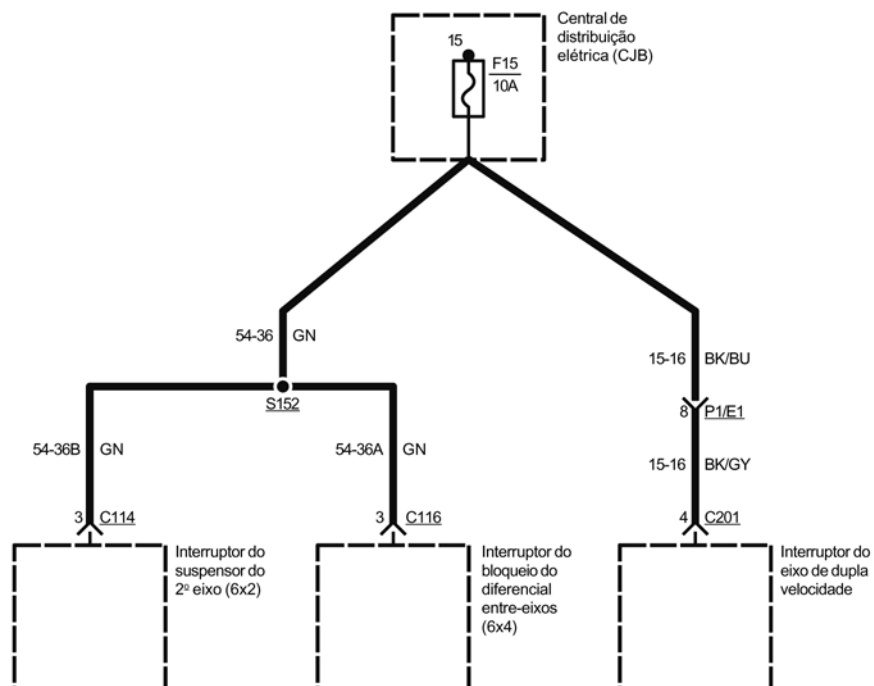 Central de
distribuição
elétrica (CJB)
15
F15
10A
54-36 GN
15-16 BK/BU
S152
8 P1/E1
54-36B GN
54-36A GN
15-16 BK/GY
3 C114
3 C116
4 C201
Interruptor do
suspensor do
2º eixo (6x2)
Interruptor do
bloqueio do
diferencial
entre-eixos
(6x4)
Interruptor do
eixo de dupla
velocidade